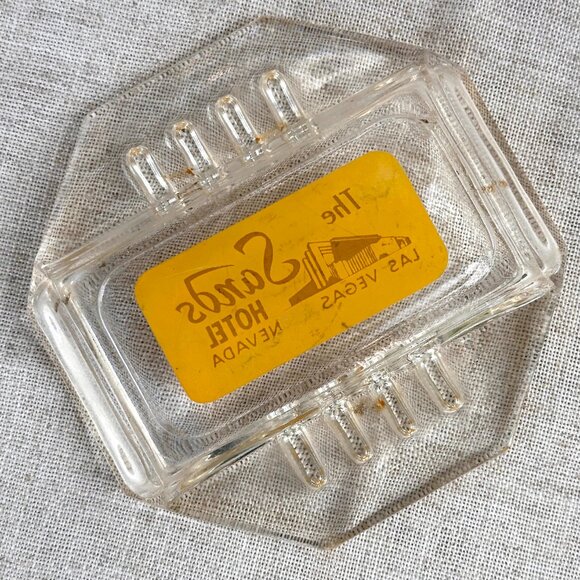 The
Sands
HOTEL
LAS VEGAS
NEVADA